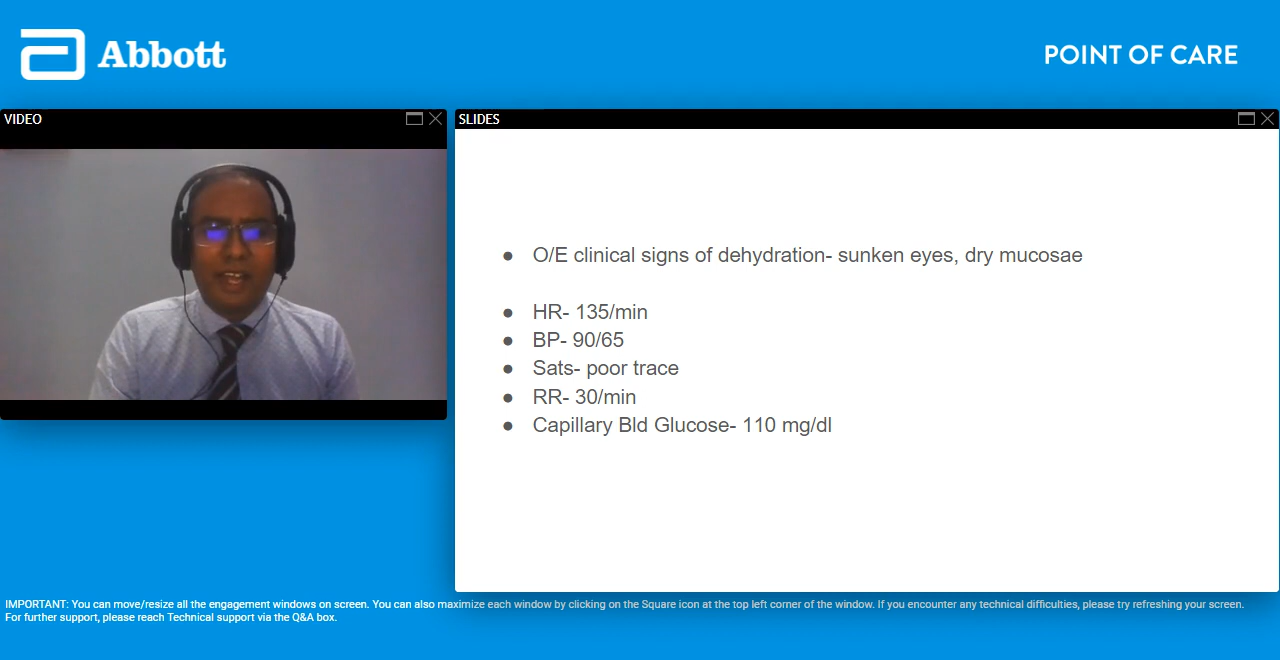 Abbott
POINT OF CARE
VIDEO
SLIDES
● O/E clinical signs of dehydration- sunken eyes, dry mucosae
● HR- 135/min
● BP- 90/65
● Sats- poor trace
● RR- 30/min
● Capillary Bld Glucose- 110 mg/dl
IMPORTANT: You can move/resize all the engagement windows on screen. You can also maximize each window by clicking on the Square icon at the top left corner of the window. If you encounter any technical difficulties, please try refreshing your screen.
For further support, please reach Technical support via the Q&A box.